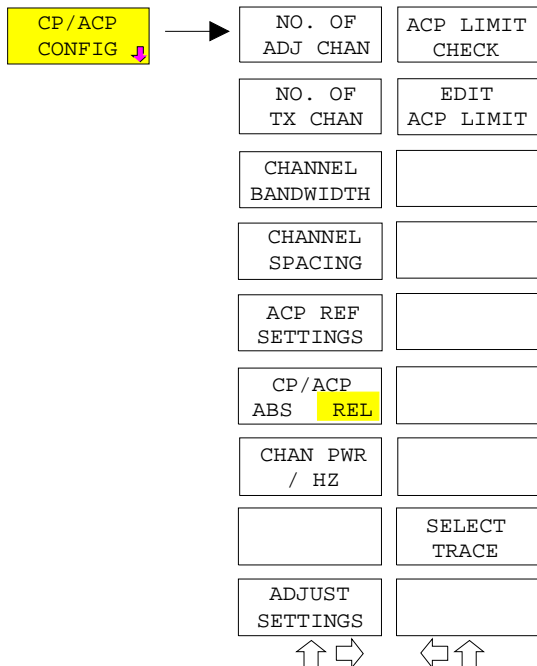 CP/ACP
CONFIG
NO. OF
ADJ CHAN
ACP LIMIT
CHECK
NO. OF
TX CHAN
EDIT
ACP LIMIT
CHANNEL
BANDWIDTH
CHANNEL
SPACING
ACP REF
SETTINGS
CP/ACP
ABS REL
CHAN PWR
/ HZ
SELECT
TRACE
ADJUST
SETTINGS